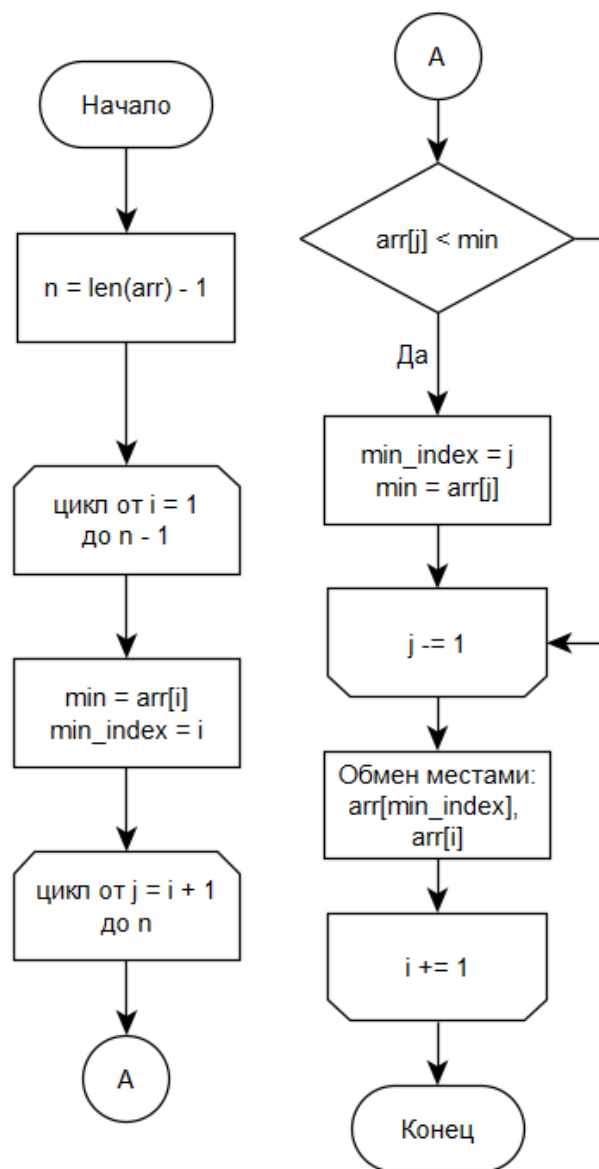 Начало
n = len(arr) - 1
цикл от i = 1
до n - 1
min = arr[i]
min_index = i
цикл от j = i + 1
до n
A
A
arr[j] < min
Да
min_index = j
min = arr[j]
j -= 1
Обмен местами:
arr[min_index],
arr[i]
i += 1
Конец